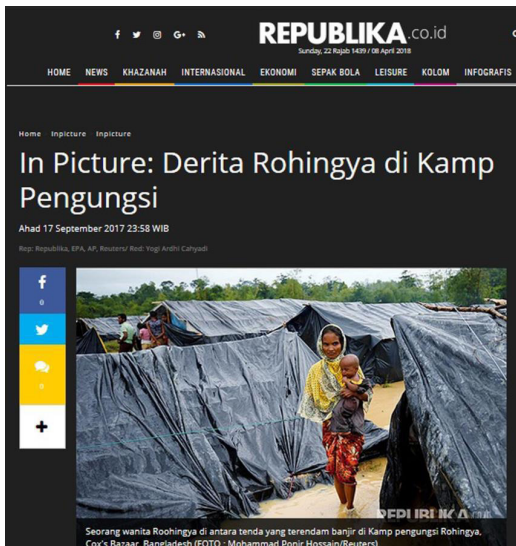 REPUBLIKA.co.id
Sunday, 22 Rajab 1439 / 08 April 2018
HOME NEWS KHAZANAH INTERNASIONAL EKONOMI SEPAK BOLA LEISURE KOLOM INFOGRAFIS
Home Inpicture Inpicture
In Picture: Derita Rohingya di Kamp
Pengungsi
Ahad 17 September 2017 23:58 WIB
Rep: Republika, EPA, AP, Reuters/ Red: Yogi Ardhi Cahyadi
0
0
REPUBLIKA.co.id
Seorang wanita Roohingya di antara tenda yang terendam banjir di Kamp pengungsi Rohingya,
Cox's Bazaar, Bangladesh (FOTO : Mohammad Ponir Hossain/Reuters)